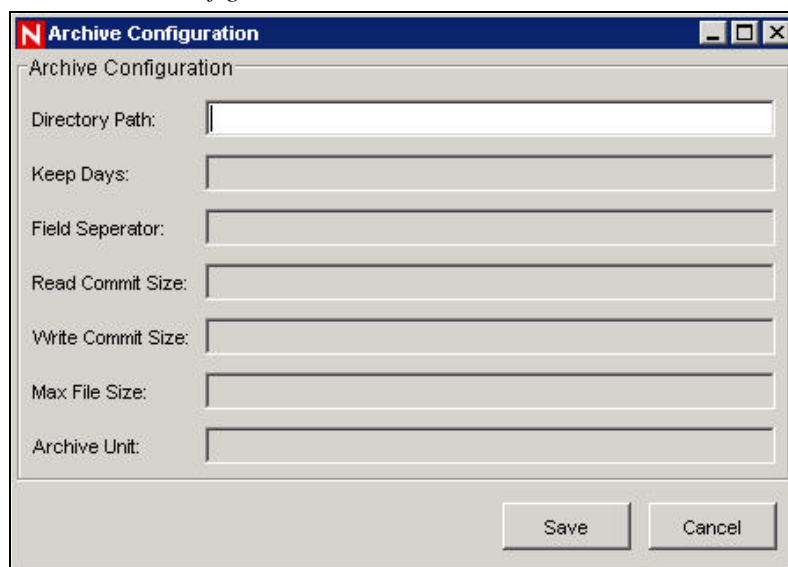 N Archive Configuration
Archive Configuration
Directory Path:
Keep Days:
Field Seperator:
Read Commit Size:
Write Commit Size:
Max File Size:
Archive Unit:
Save Cancel